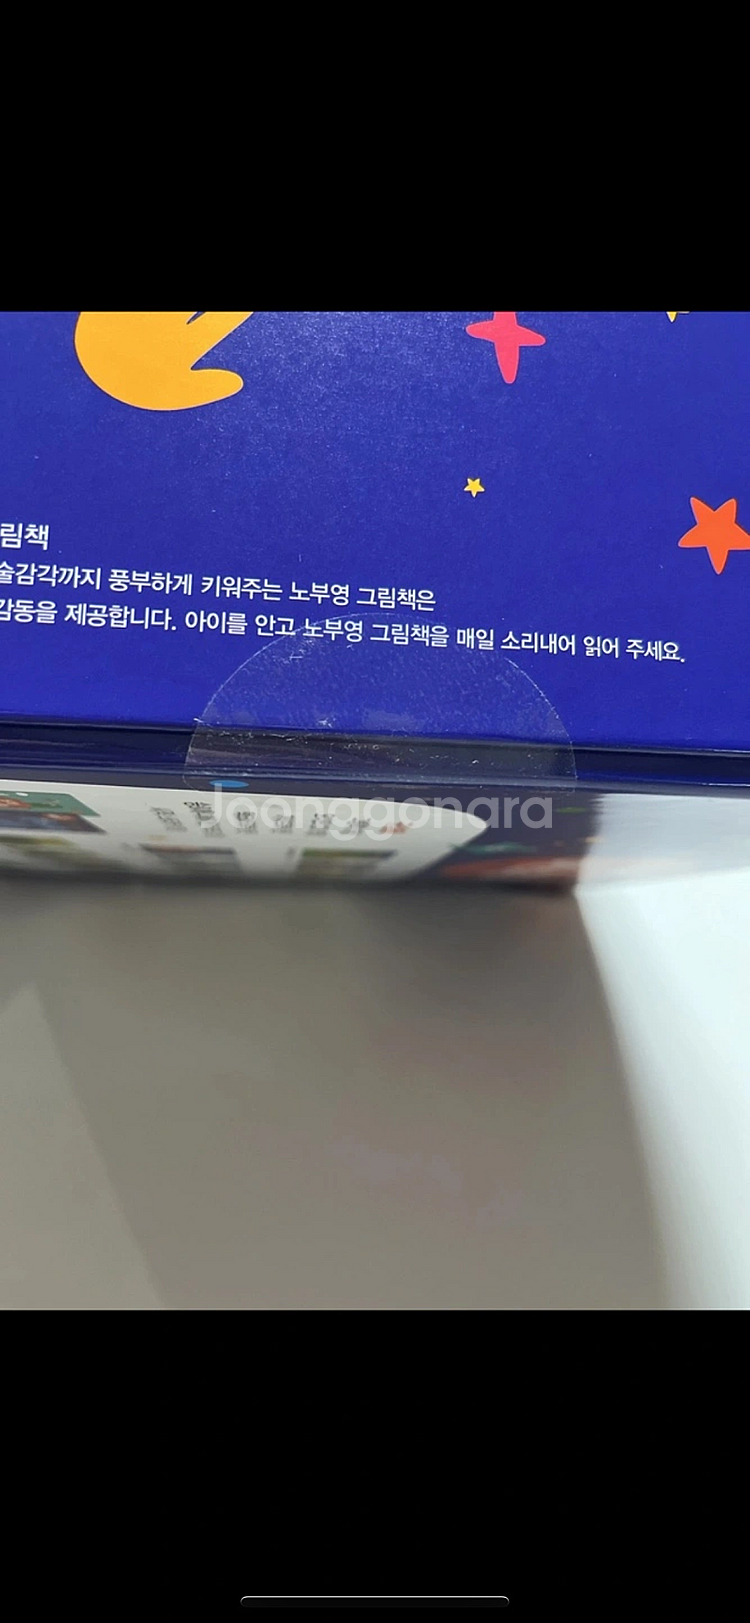 림책
술감각까지 풍부하게 키워주는 노부영 그림책은
감동을 제공합니다. 아이를 안고 노부영 그림책을 매일 소리내어 읽어 주세요.
Joonggonara